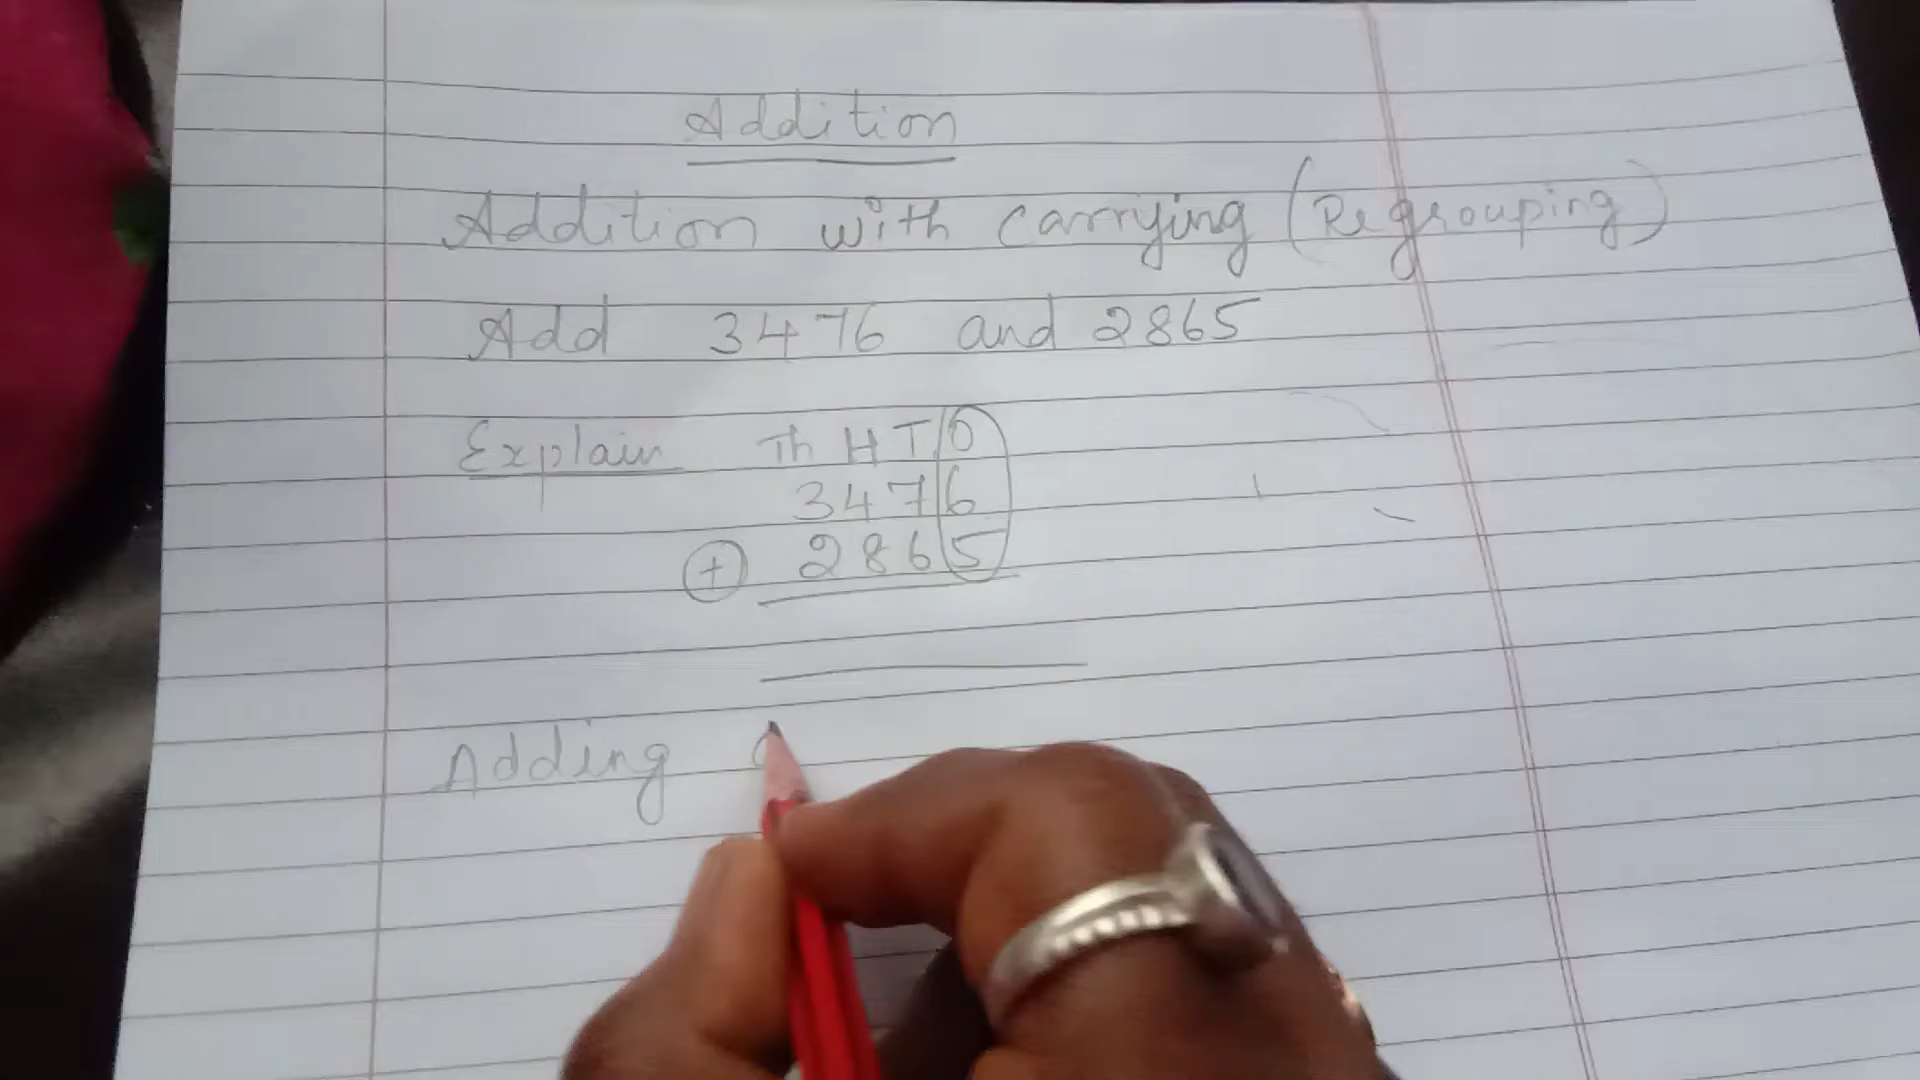 Addition
Addition with carrying (Regrouping)
Add 3476 and 2865
Explain Th H T O
3476
+ 2865
Adding